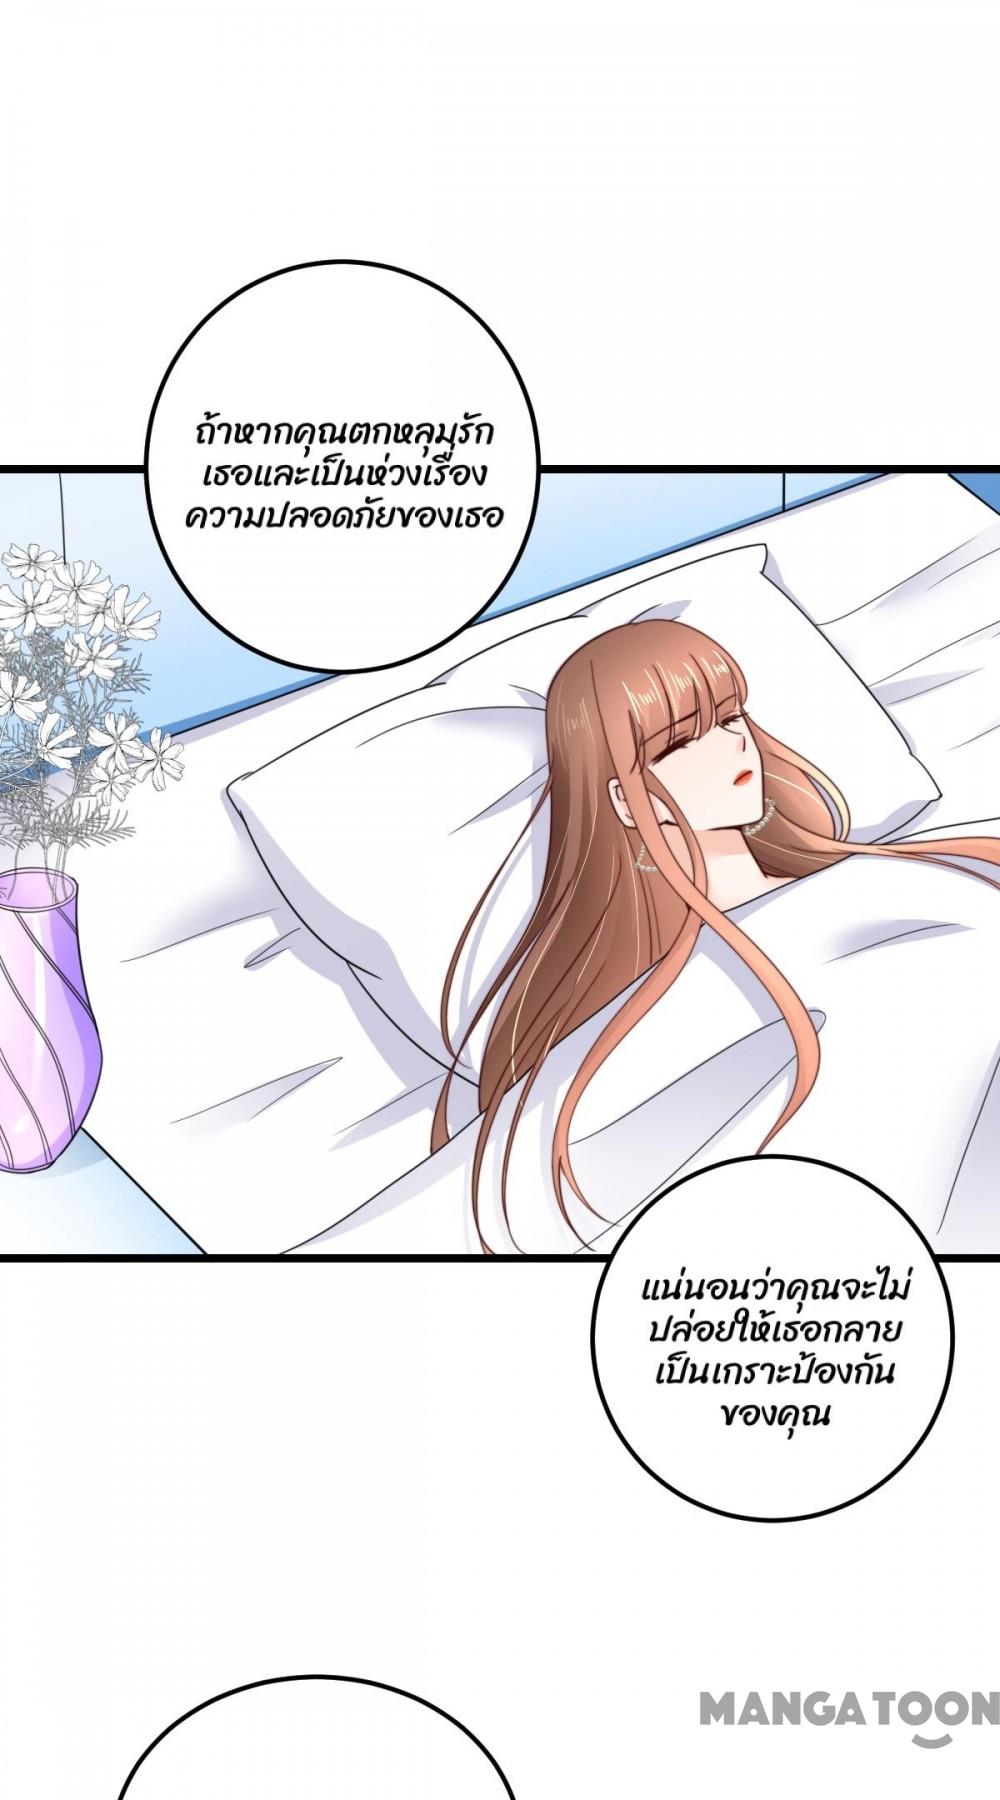 ถ้าหากคุณตกหลุมรัก
เธอและเป็นห่วงเรื่อง
ความปลอดภัยของเธอ
แน่นอนว่าคุณจะไม่
ปล่อยให้เธอกลาย
เป็นเกราะป้องกัน
ของคุณ
MANGATOON